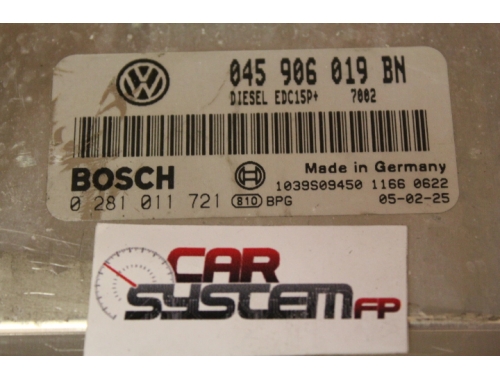 VW
045 906 019 BN
DIESEL EDC15P+ 7002
BOSCH
Made in Germany
1039S09450 1166 0622
0 281 011 721 810 BPG 05-02-25
CAR
SYSTEM FP